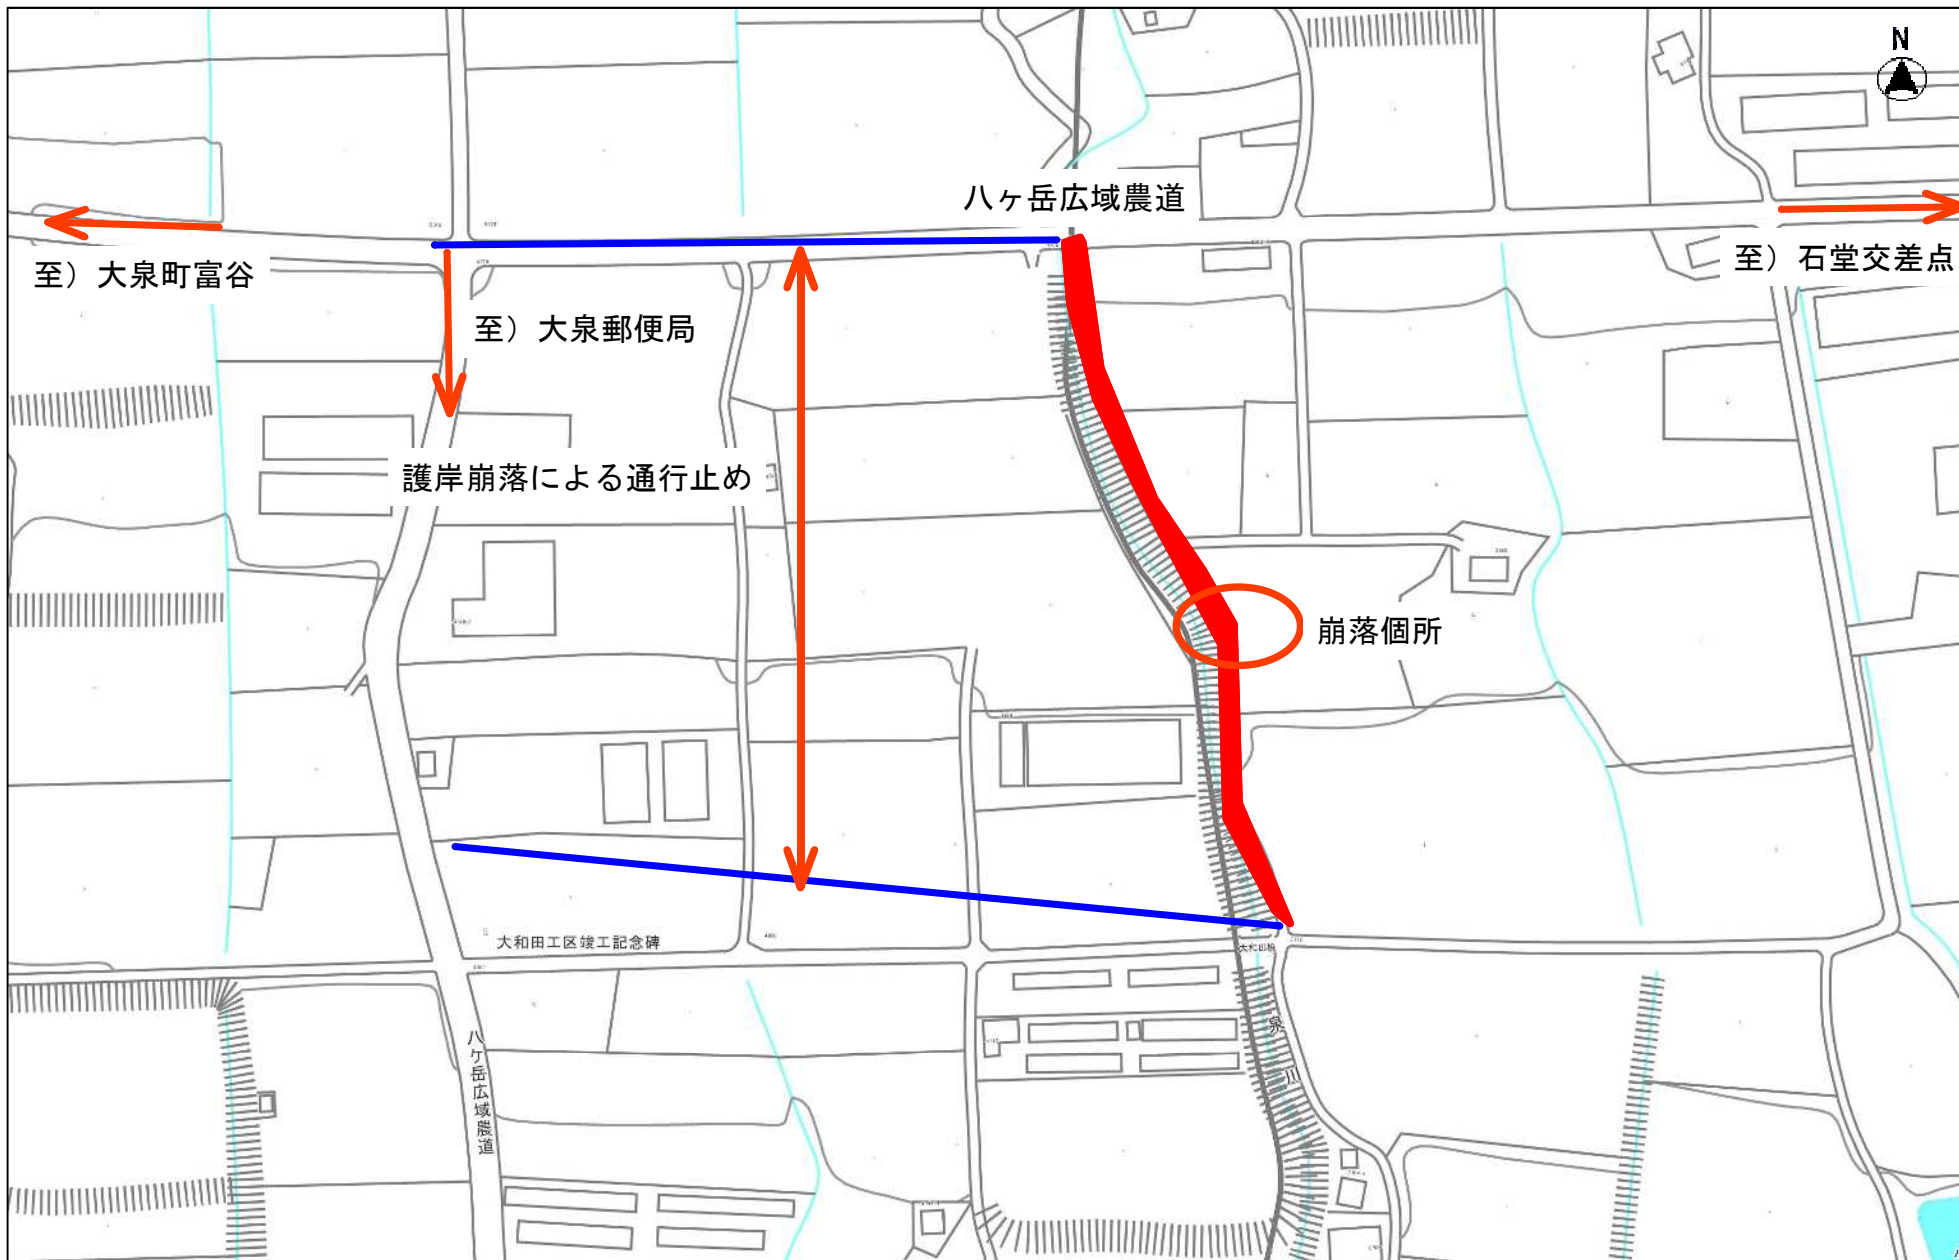 N
八ヶ岳広域農道
至）大泉町富谷
至）石堂交差点
至）大泉郵便局
護岸崩落による通行止め
崩落個所
大和田工区竣工記念碑
泉川
八ケ岳広域農道